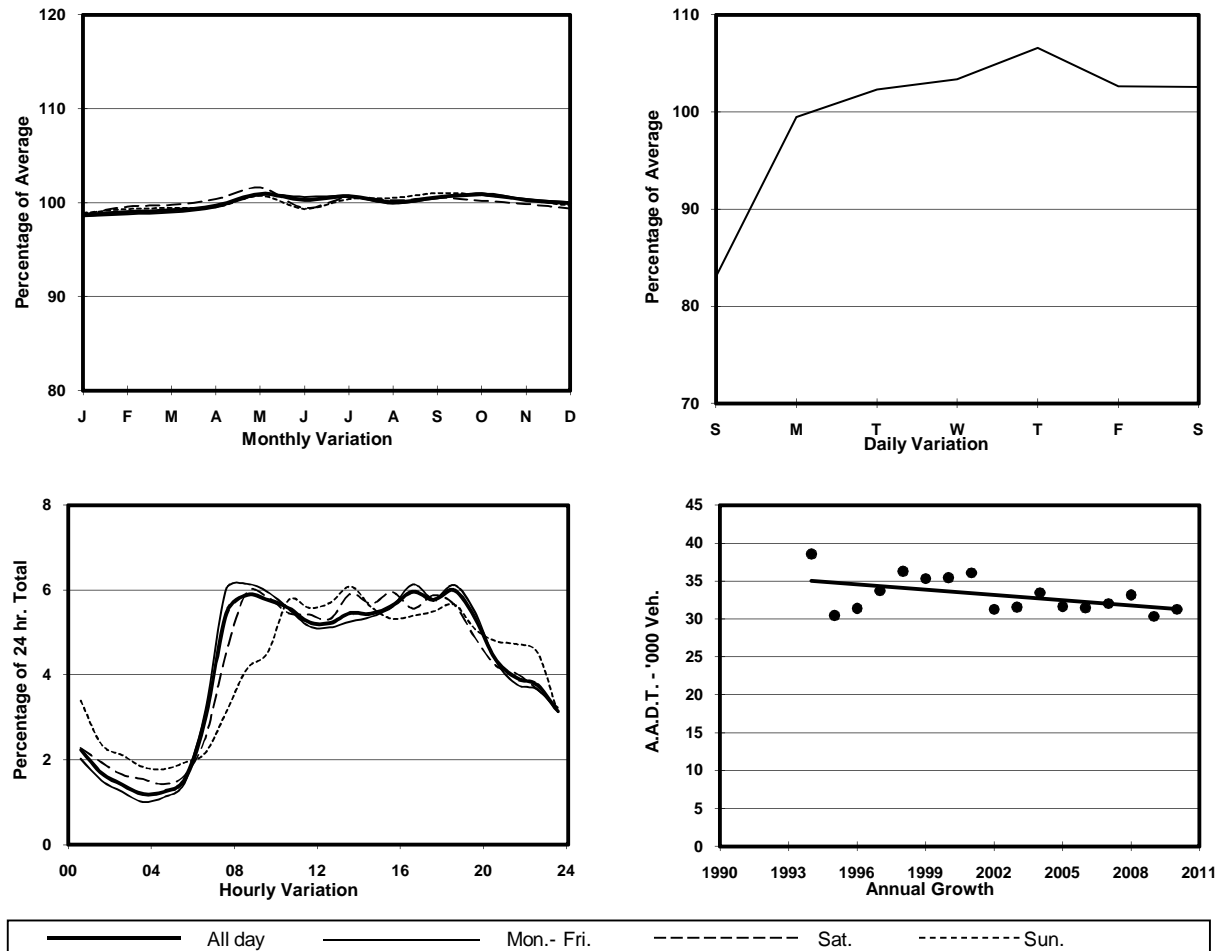 120
110
100
90
80
Percentage of Average
J F M A M J J A S O N D
Monthly Variation
110
100
90
80
70
Percentage of Average
S M T W T F S
Daily Variation
8
6
4
2
0
Percentage of 24 hr. Total
00 04 08 12 16 20 24
Hourly Variation
45
40
35
30
25
20
15
10
5
0
A.A.D.T. - '000 Veh.
1990 1993 1996 1999 2002 2005 2008 2011
Annual Growth
All day Mon.- Fri. Sat. Sun.